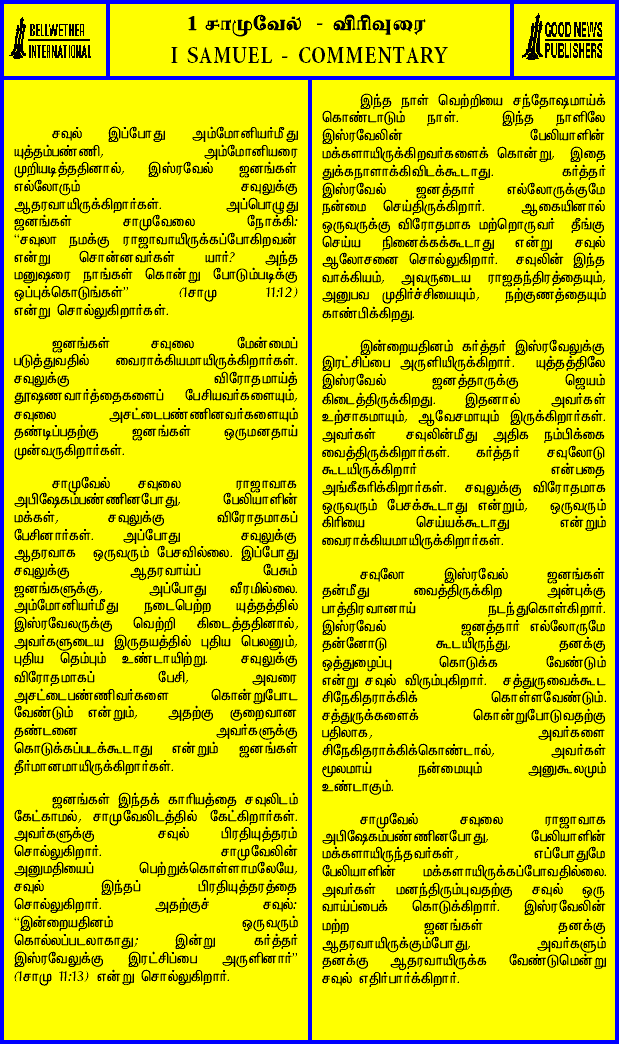 BELLWETHER
INTERNATIONAL
1 சாமுவேல் - விரிவுரை
I SAMUEL - COMMENTARY
GOOD NEWS
PUBLISHERS
சவுல் இப்போது அம்மோனியர்மீது
யுத்தம்பண்ணி, அம்மோனியரை
முறியடித்ததினால், இஸ்ரவேல் ஜனங்கள்
எல்லோரும் சவுலுக்கு
ஆதரவாயிருக்கிறார்கள். அப்பொழுது
ஜனங்கள் சாமுவேலை நோக்கி:
“சவுலா நமக்கு ராஜாவாயிருக்கப்போகிறவன்
என்று சொன்னவர்கள் யார்? அந்த
மனுஷரை நாங்கள் கொன்று போடும்படிக்கு
ஒப்புக்கொடுங்கள்” (1சாமு 11:12)
என்று சொல்லுகிறார்கள்.
ஜனங்கள் சவுலை மேன்மைப்
படுத்துவதில் வைராக்கியமாயிருக்கிறார்கள்.
சவுலுக்கு விரோதமாய்த்
தூஷணவார்த்தைகளைப் பேசியவர்களையும்,
சவுலை அசட்டைபண்ணினவர்களையும்
தண்டிப்பதற்கு ஜனங்கள் ஒருமனதாய்
முன்வருகிறார்கள்.
சாமுவேல் சவுலை ராஜாவாக
அபிஷேகம்பண்ணினபோது, பேலியாளின்
மக்கள், சவுலுக்கு விரோதமாகப்
பேசினார்கள். அப்போது சவுலுக்கு
ஆதரவாக ஒருவரும் பேசவில்லை. இப்போது
சவுலுக்கு ஆதரவாய்ப் பேசும்
ஜனங்களுக்கு, அப்போது வீரமில்லை.
அம்மோனியர்மீது நடைபெற்ற யுத்தத்தில்
இஸ்ரவேலருக்கு வெற்றி கிடைத்ததினால்,
அவர்களுடைய இருதயத்தில் புதிய பெலனும்,
புதிய தெம்பும் உண்டாயிற்று. சவுலுக்கு
விரோதமாகப் பேசி, அவரை
அசட்டைபண்ணிவர்களை கொன்றுபோட
வேண்டும் என்றும், அதற்கு குறைவான
தண்டனை அவர்களுக்கு
கொடுக்கப்படக்கூடாது என்றும் ஜனங்கள்
தீர்மானமாயிருக்கிறார்கள்.
ஜனங்கள் இந்தக் காரியத்தை சவுலிடம்
கேட்காமல், சாமுவேலிடத்தில் கேட்கிறார்கள்.
அவர்களுக்கு சவுல் பிரதியுத்தரம்
சொல்லுகிறார். சாமுவேலின்
அனுமதியைப் பெற்றுக்கொள்ளாமலேயே,
சவுல் இந்தப் பிரதியுத்தரத்தை
சொல்லுகிறார். அதற்குச் சவுல்:
“இன்றையதினம் ஒருவரும்
கொல்லப்படலாகாது; இன்று கர்த்தர்
இஸ்ரவேலுக்கு இரட்சிப்பை அருளினார்”
(1சாமு 11:13) என்று சொல்லுகிறார்.
இந்த நாள் வெற்றியை சந்தோஷமாய்க்
கொண்டாடும் நாள். இந்த நாளிலே
இஸ்ரவேலின் பேலியாளின்
மக்களாயிருக்கிறவர்களைக் கொன்று, இதை
துக்கநாளாக்கிவிடக்கூடாது. கர்த்தர்
இஸ்ரவேல் ஜனத்தார் எல்லோருக்குமே
நன்மை செய்திருக்கிறார். ஆகையினால்
ஒருவருக்கு விரோதமாக மற்றொருவர் தீங்கு
செய்ய நினைக்கக்கூடாது என்று சவுல்
ஆலோசனை சொல்லுகிறார். சவுலின் இந்த
வாக்கியம், அவருடைய ராஜதந்திரத்தையும்,
அனுபவ முதிர்ச்சியையும், நற்குணத்தையும்
காண்பிக்கிறது.
இன்றையதினம் கர்த்தர் இஸ்ரவேலுக்கு
இரட்சிப்பை அருளியிருக்கிறார். யுத்தத்திலே
இஸ்ரவேல் ஜனத்தாருக்கு ஜெயம்
கிடைத்திருக்கிறது. இதனால் அவர்கள்
உற்சாகமாயும், ஆவேசமாயும் இருக்கிறார்கள்.
அவர்கள் சவுலின்மீது அதிக நம்பிக்கை
வைத்திருக்கிறார்கள். கர்த்தர் சவுலோடு
கூடயிருக்கிறார் என்பதை
அங்கீகரிக்கிறார்கள். சவுலுக்கு விரோதமாக
ஒருவரும் பேசக்கூடாது என்றும், ஒருவரும்
கிரியை செய்யக்கூடாது என்றும்
வைராக்கியமாயிருக்கிறார்கள்.
சவுலோ இஸ்ரவேல் ஜனங்கள்
தன்மீது வைத்திருக்கிற அன்புக்கு
பாத்திரவானாய் நடந்துகொள்கிறார்.
இஸ்ரவேல் ஜனத்தார் எல்லோருமே
தன்னோடு கூடயிருந்து, தனக்கு
ஒத்துழைப்பு கொடுக்க வேண்டும்
என்று சவுல் விரும்புகிறார். சத்துருவைக்கூட
சிநேகிதராக்கிக் கொள்ளவேண்டும்.
சத்துருக்களைக் கொன்றுபோடுவதற்கு
பதிலாக, அவர்களை
சிநேகிதராக்கிக்கொண்டால், அவர்கள்
மூலமாய் நன்மையும் அனுகூலமும்
உண்டாகும்.
சாமுவேல் சவுலை ராஜாவாக
அபிஷேகம்பண்ணினபோது, பேலியாளின்
மக்களாயிருந்தவர்கள், எப்போதுமே
பேலியாளின் மக்களாயிருக்கப்போவதில்லை.
அவர்கள் மனந்திரும்புவதற்கு சவுல் ஒரு
வாய்ப்பைக் கொடுக்கிறார். இஸ்ரவேலின்
மற்ற ஜனங்கள் தனக்கு
ஆதரவாயிருக்கும்போது, அவர்களும்
தனக்கு ஆதரவாயிருக்க வேண்டுமென்று
சவுல் எதிர்பார்க்கிறார்.